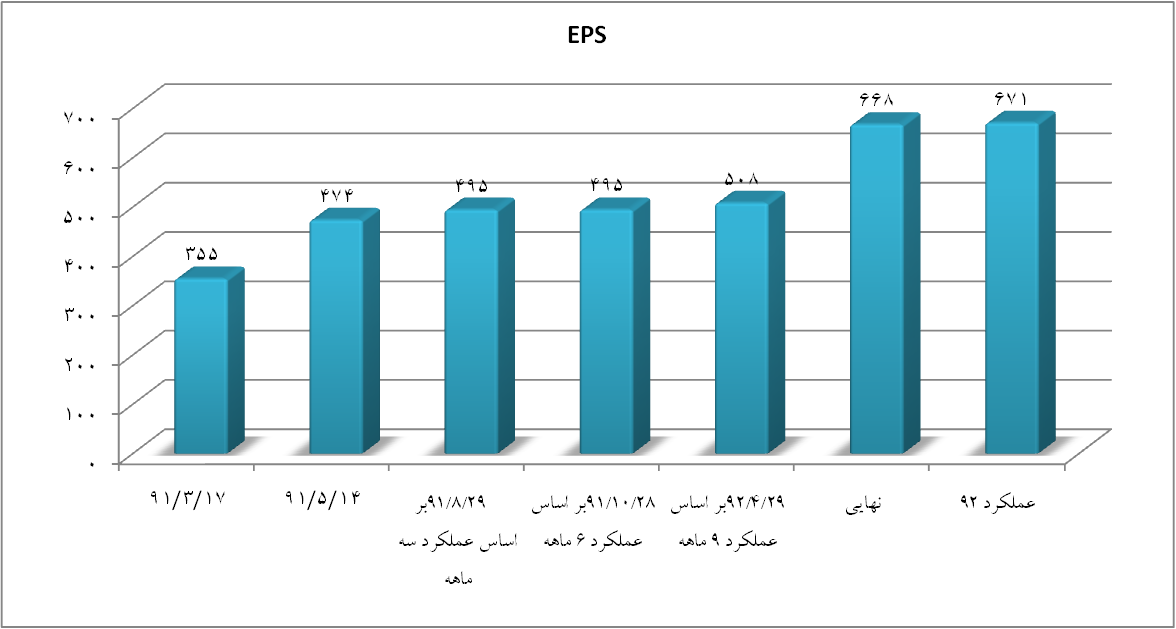 EPS
۷۰۰
۶۰۰
۵۰۰
۴۰۰
۳۰۰
۲۰۰
۱۰۰
۰
۳۵۵
۴۷۴
۴۹۵
۴۹۵
۵۰۸
۶۶۸
۶۷۱
۹۱/۳/۱۷
۹۱/۵/۱۴
۹۱/۸/۲۹بر
اساس عملکرد سه
ماهه
۹۱/۱۰/۲۸بر اساس
عملکرد ۶ ماهه
۹۲/۴/۲۹بر اساس
عملکرد ۹ ماهه
نهایی
عملکرد ۹۲